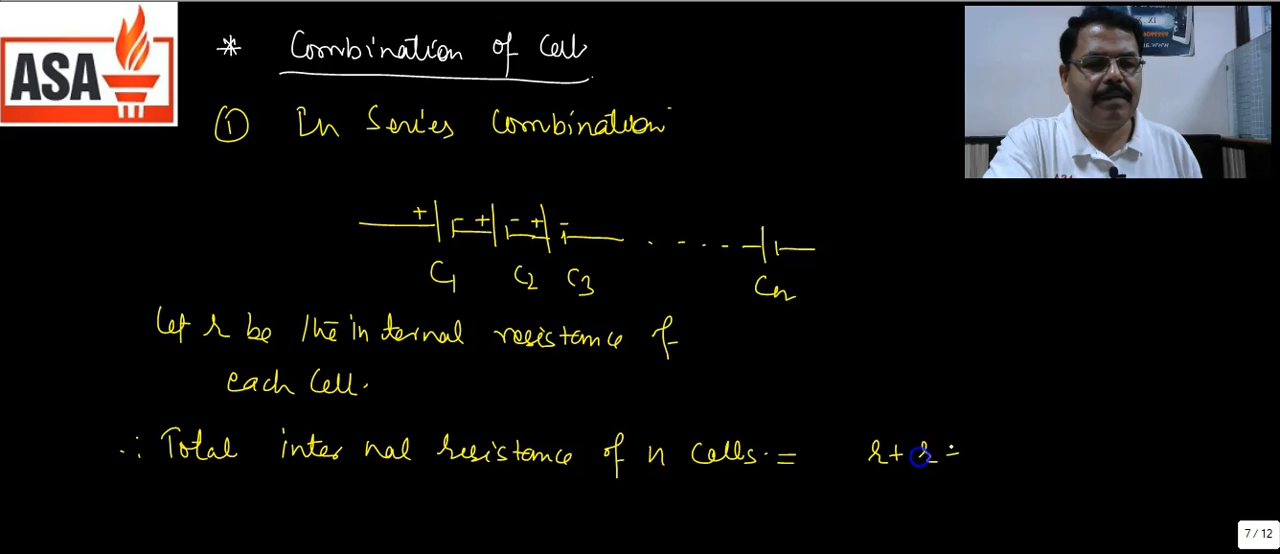 ASA
* Combination of Cell
① In Series Combination
+ - + - + -
C1 C2 C3 Cn
Let r be the internal resistance of
each Cell.
∴ Total internal resistance of n Cells. = r + r =
7 / 12